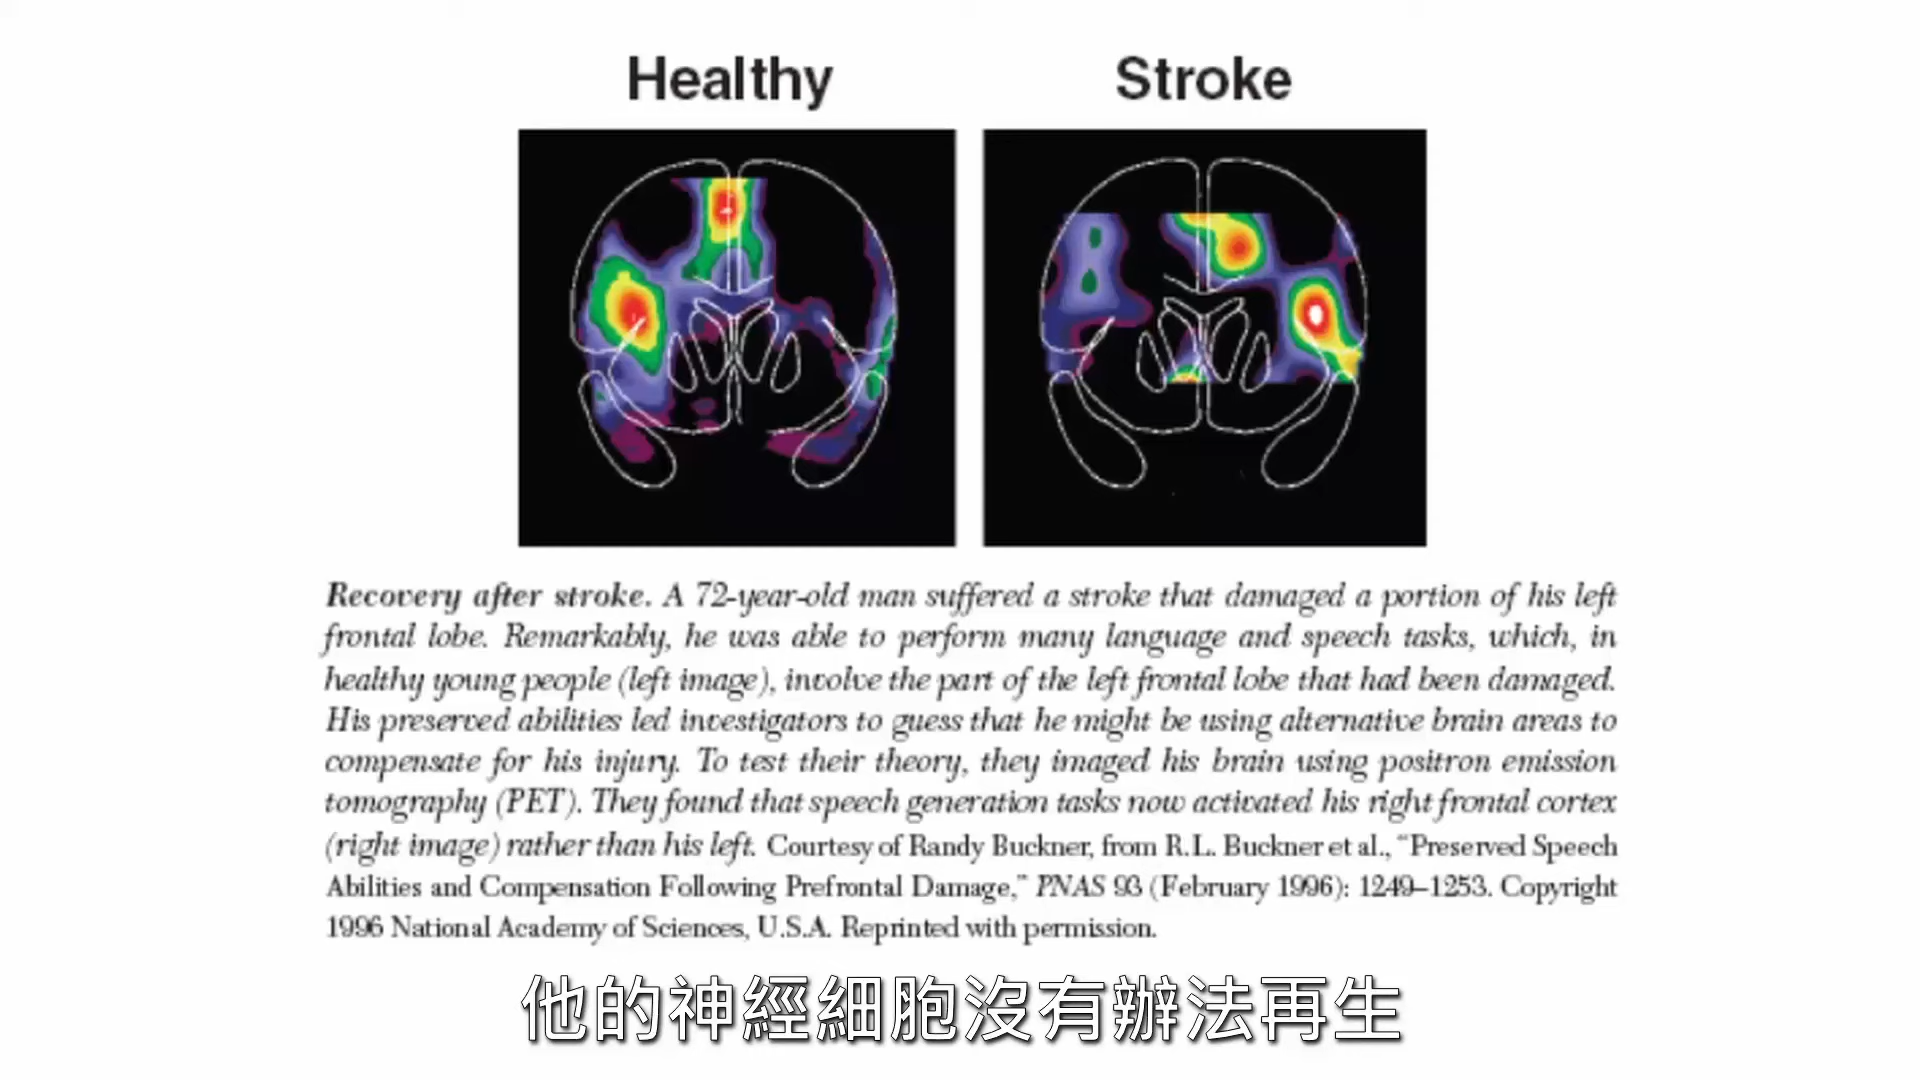 Healthy Stroke
Recovery after stroke. A 72-year-old man suffered a stroke that damaged a portion of his left
frontal lobe. Remarkably, he was able to perform many language and speech tasks, which, in
healthy young people (left image), involve the part of the left frontal lobe that had been damaged.
His preserved abilities led investigators to guess that he might be using alternative brain areas to
compensate for his injury. To test their theory, they imaged his brain using positron emission
tomography (PET). They found that speech generation tasks now activated his right frontal cortex
(right image) rather than his left. Courtesy of Randy Buckner, from R.L. Buckner et al., “Preserved Speech
Abilities and Compensation Following Prefrontal Damage,” PNAS 93 (February 1996): 1249–1253. Copyright
1996 National Academy of Sciences, U.S.A. Reprinted with permission.
他的神經細胞沒有辦法再生